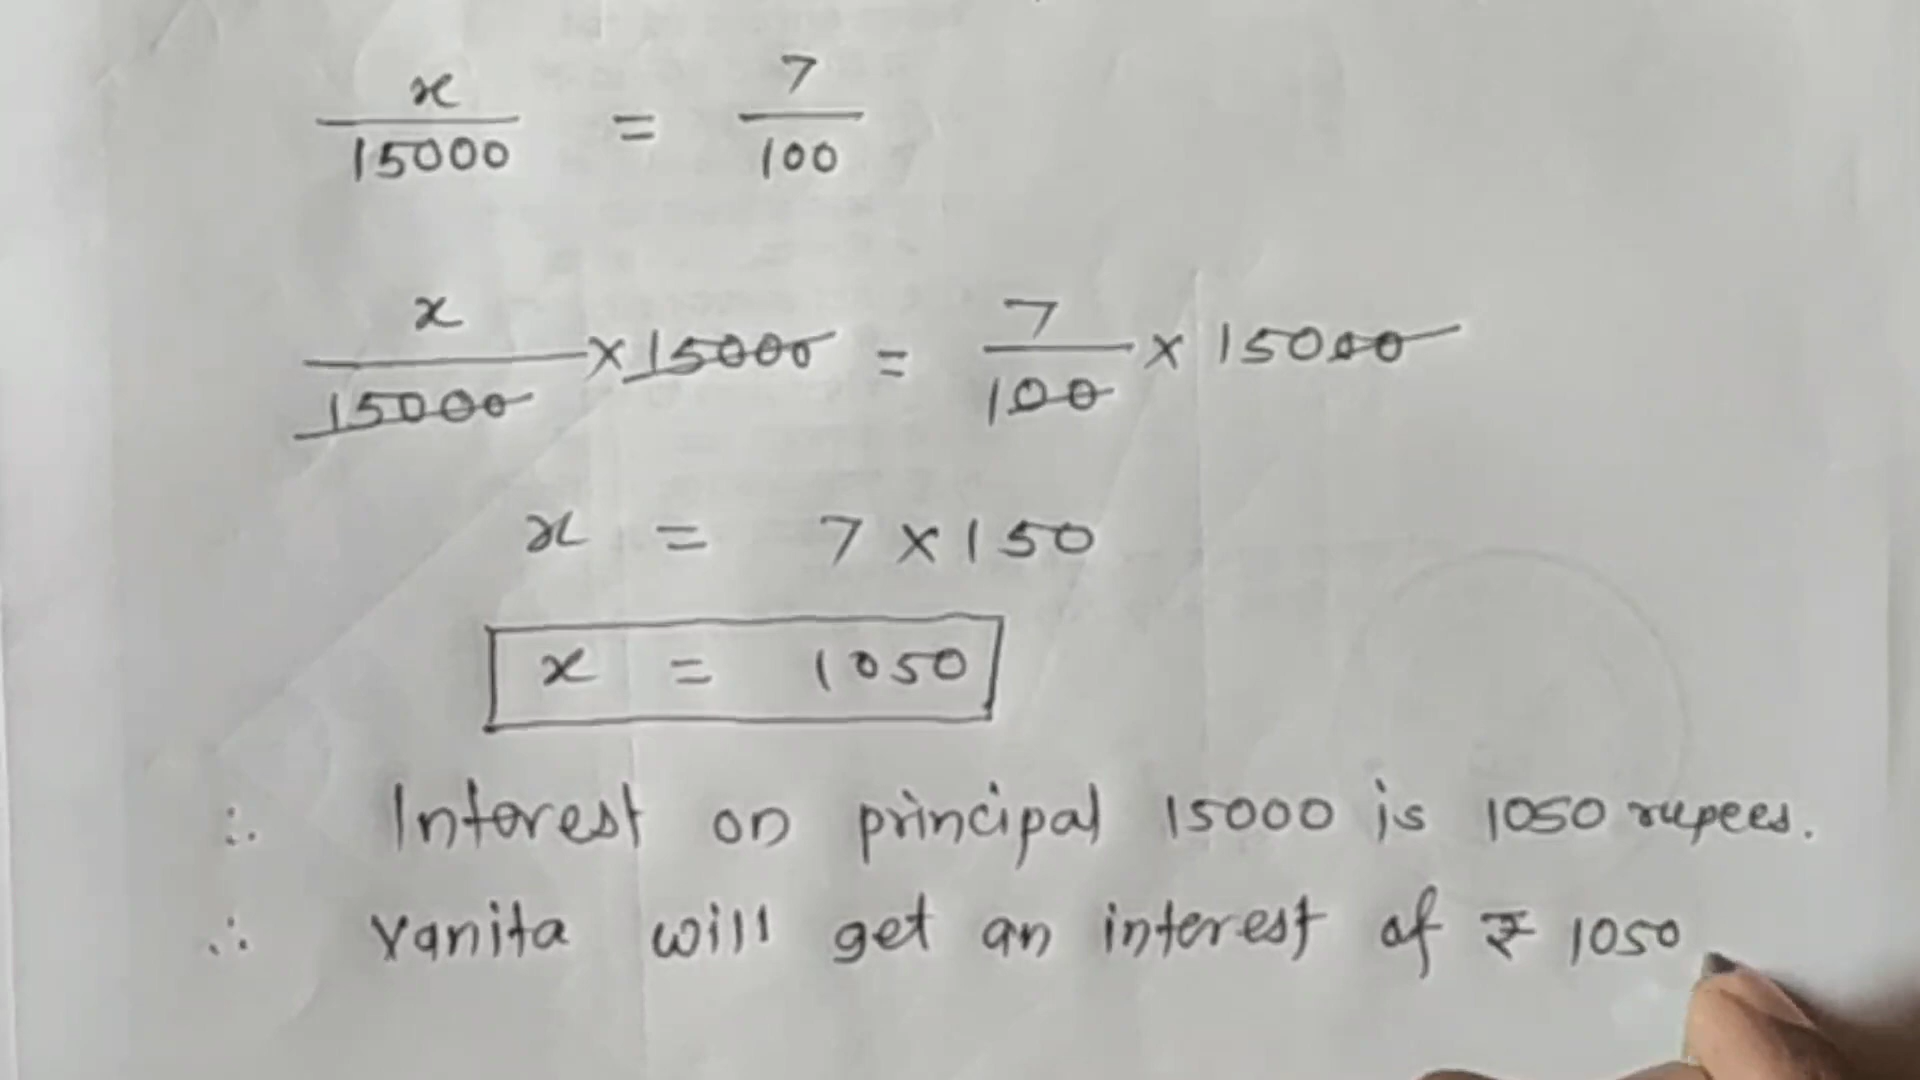 x/15000 = 7/100
x/15000 × 15000 = 7/100 × 15000
x = 7 × 150
x = 1050
∴ Interest on principal 15000 is 1050 rupees.
∴ Vanita will get an interest of ₹ 1050